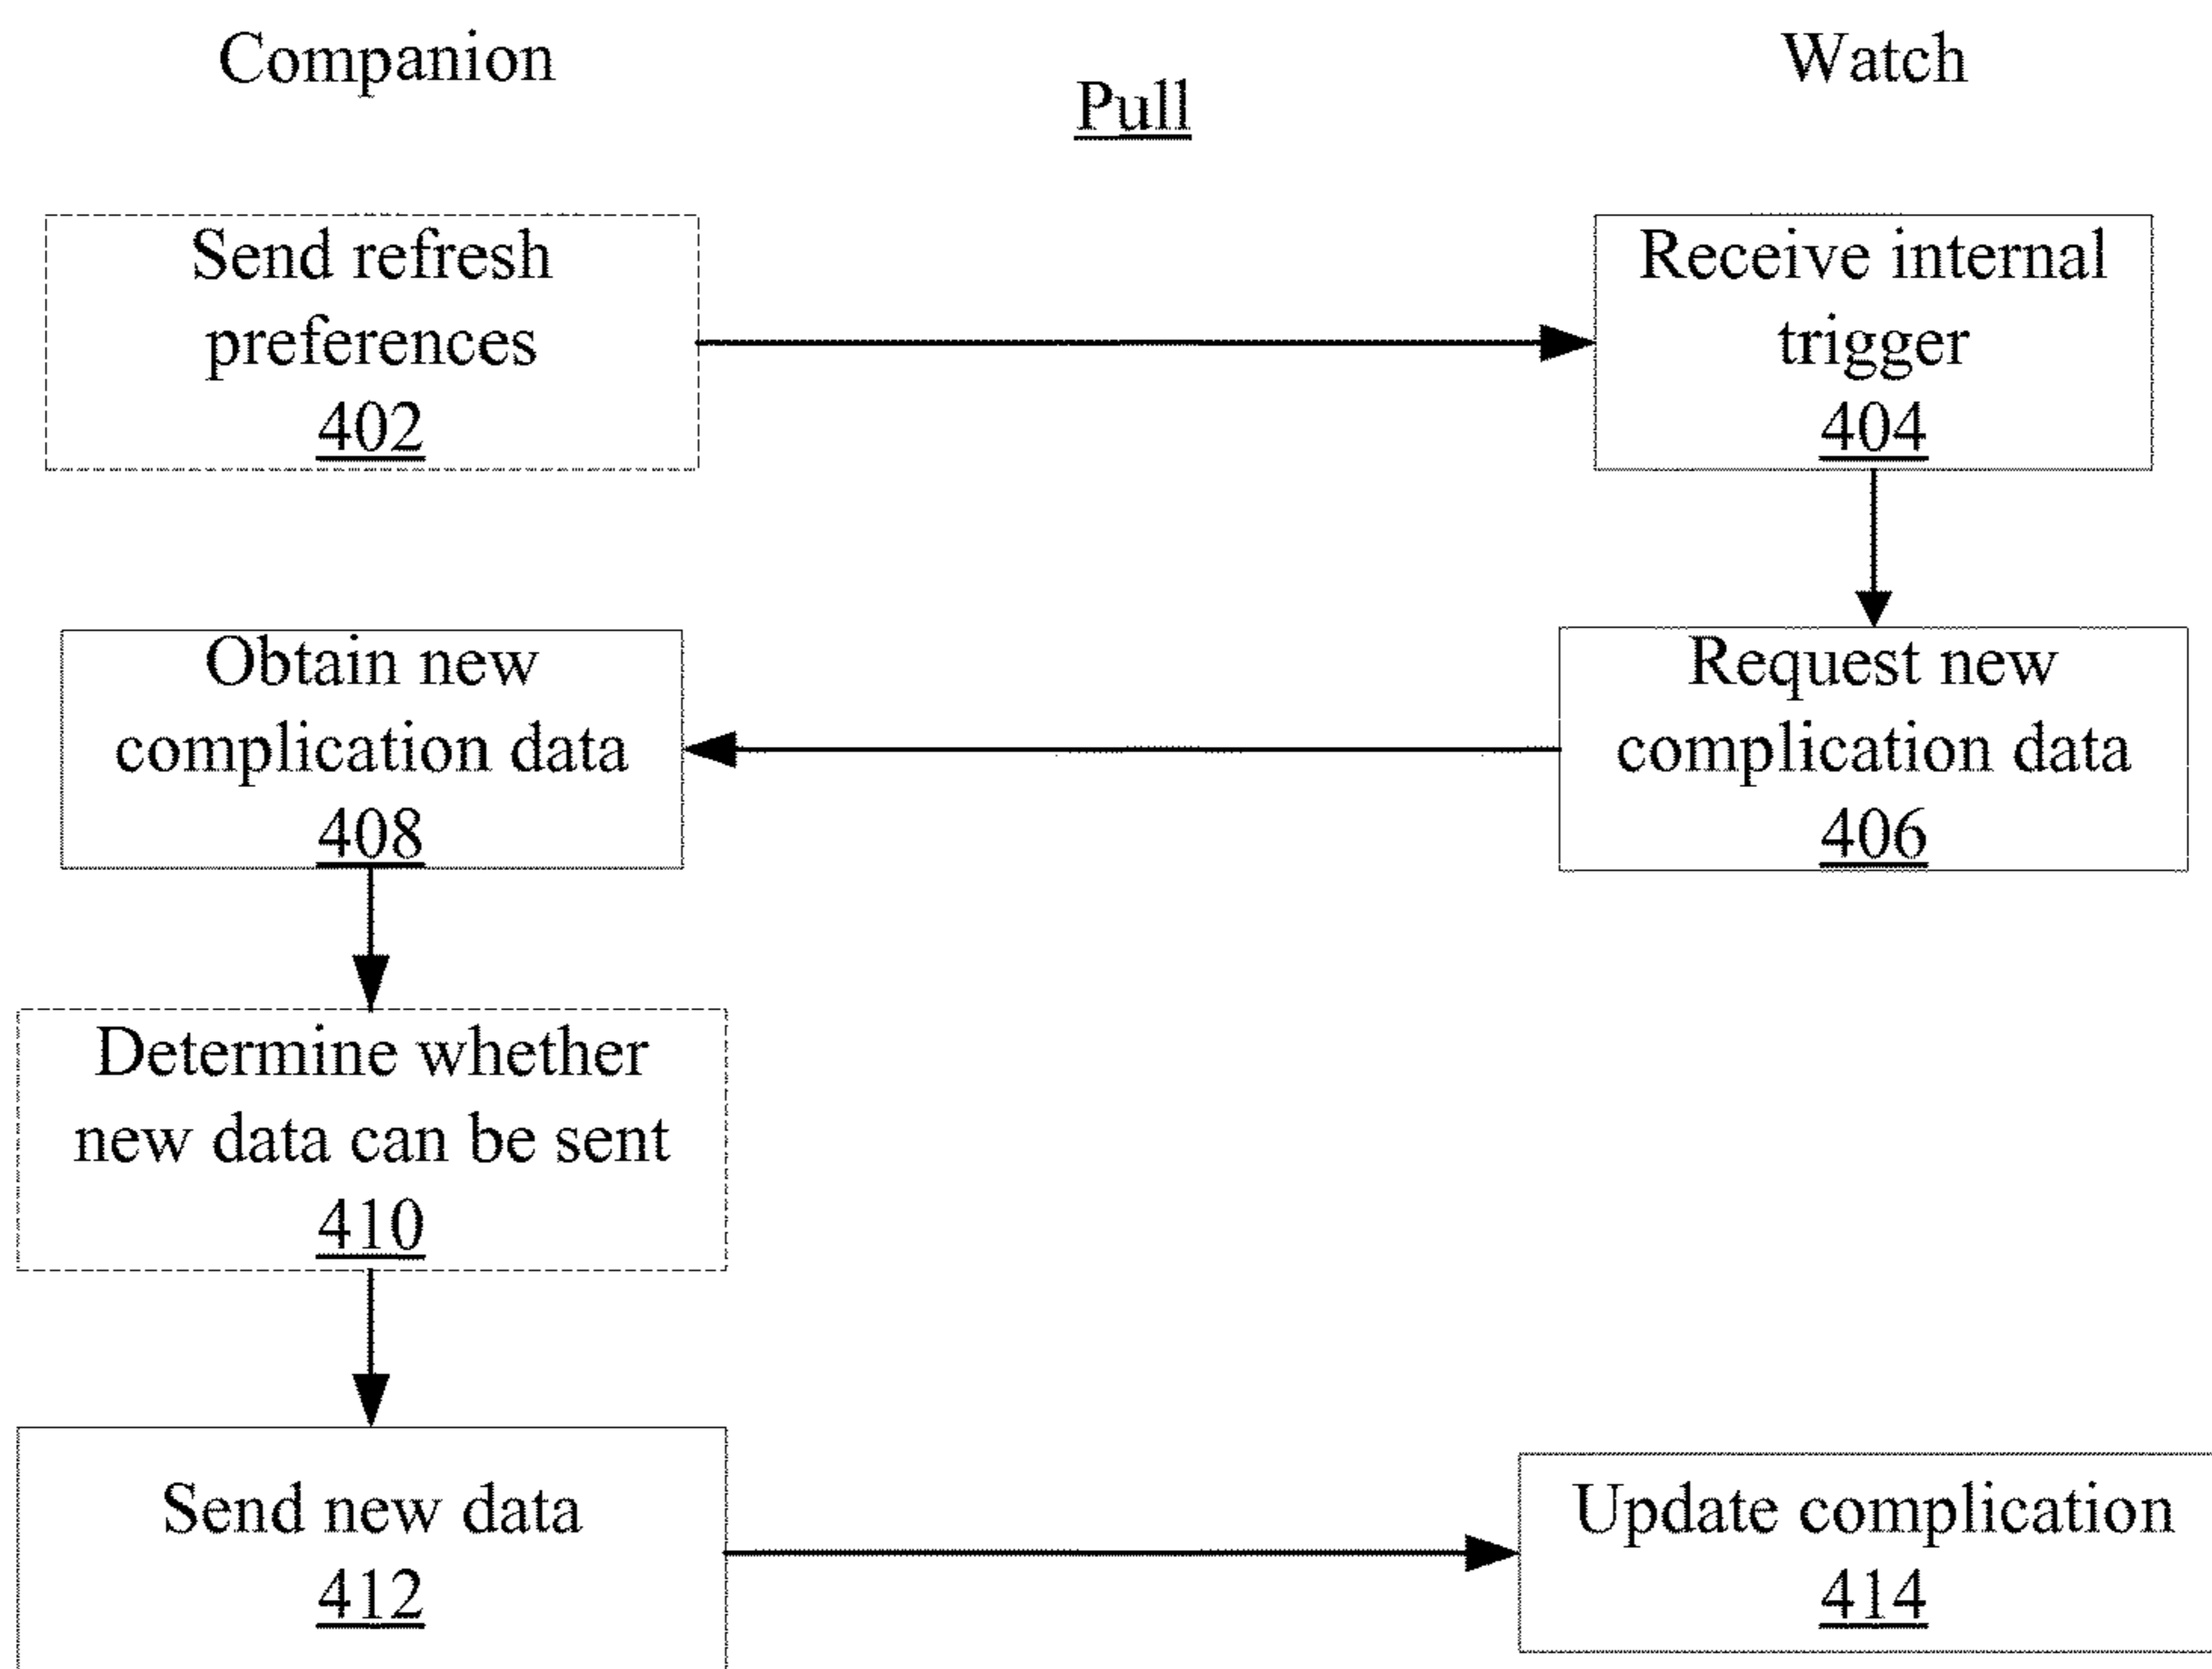 Companion
Pull
Watch
Send refresh
preferences
402
Receive internal
trigger
404
Request new
complication data
406
Obtain new
complication data
408
Determine whether
new data can be sent
410
Send new data
412
Update complication
414